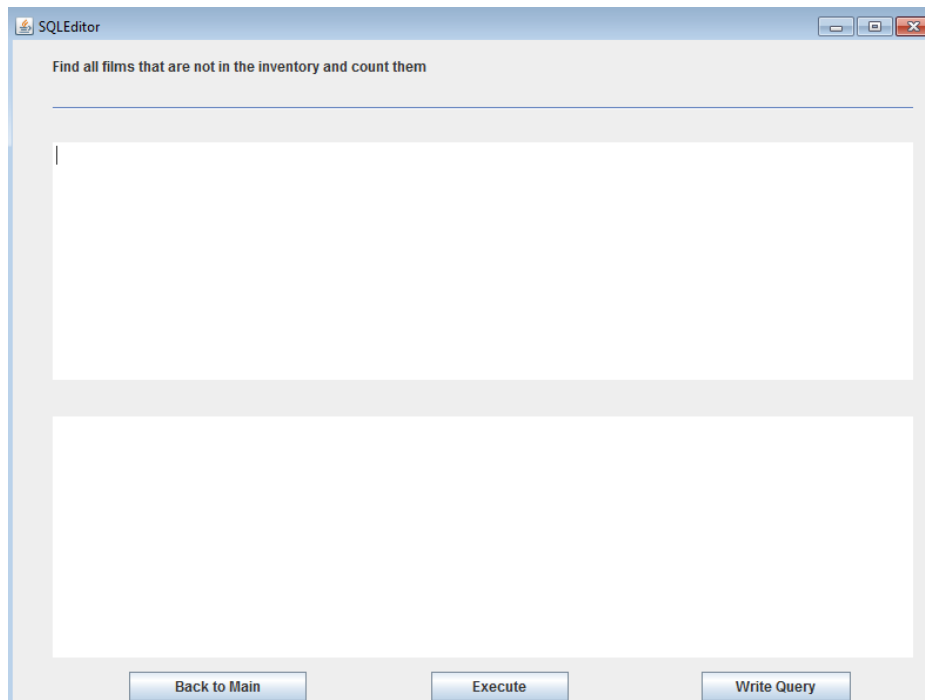 SQLEditor
Find all films that are not in the inventory and count them
Back to Main
Execute
Write Query